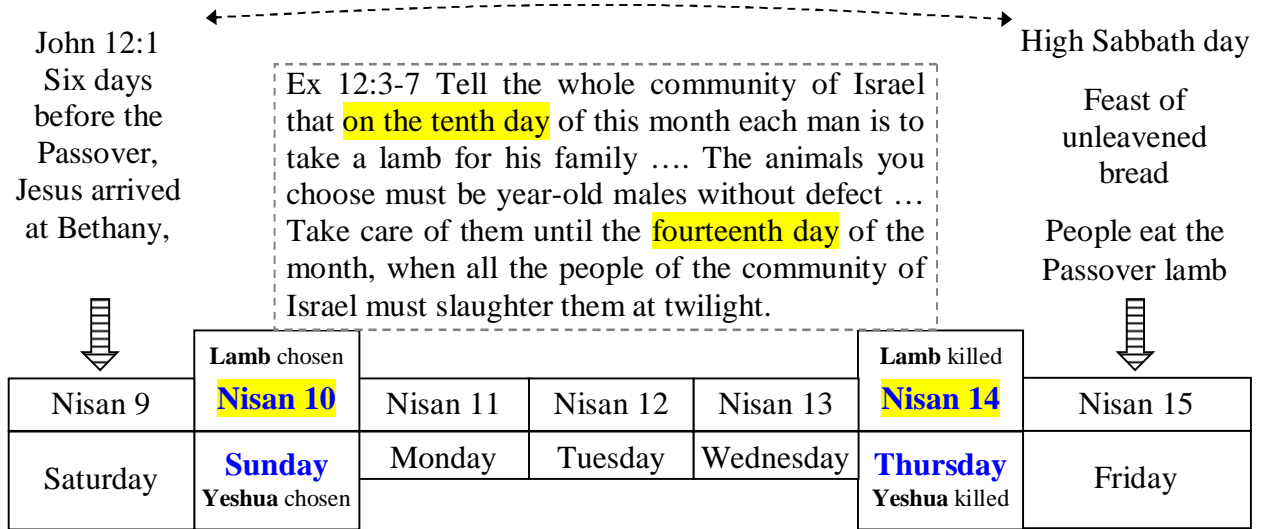 John 12:1
Six days
before the
Passover,
Jesus arrived
at Bethany,
Ex 12:3-7 Tell the whole community of Israel
that on the tenth day of this month each man is to
take a lamb for his family .... The animals you
choose must be year-old males without defect ...
Take care of them until the fourteenth day of the
month, when all the people of the community of
Israel must slaughter them at twilight.
High Sabbath day
Feast of
unleavened
bread
People eat the
Passover lamb
Lamb chosen
Lamb killed
Nisan 9 Nisan 10 Nisan 11 Nisan 12 Nisan 13 Nisan 14 Nisan 15
Saturday Sunday Monday Tuesday Wednesday Thursday Friday
Yeshua chosen
Yeshua killed